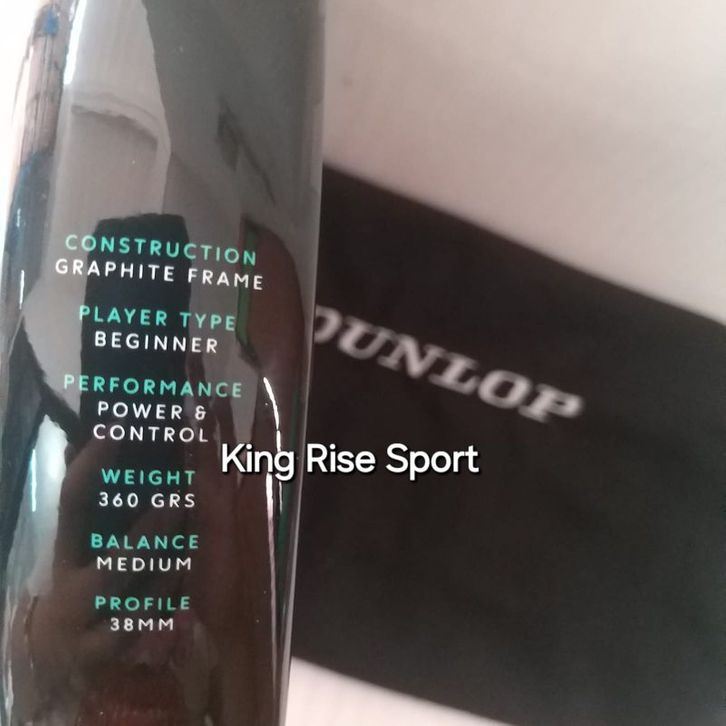 CONSTRUCTION
GRAPHITE FRAME
PLAYER TYPE
BEGINNER
PERFORMANCE
POWER &
CONTROL
WEIGHT
360 GRS
BALANCE
MEDIUM
PROFILE
38MM
DUNLOP
King Rise Sport